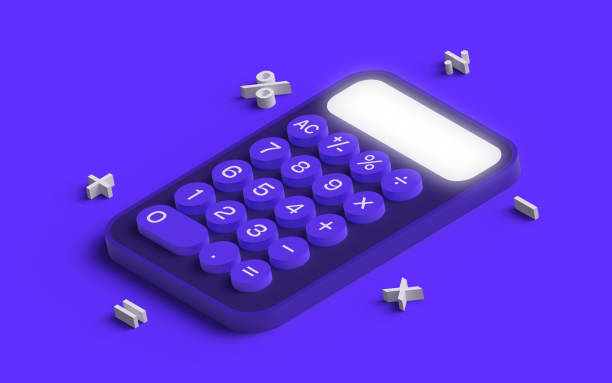 %
÷
AC +/- % ÷
7 8 9 x
6 5 4 +
1 2 3 −
0 . =
+
−
×
=